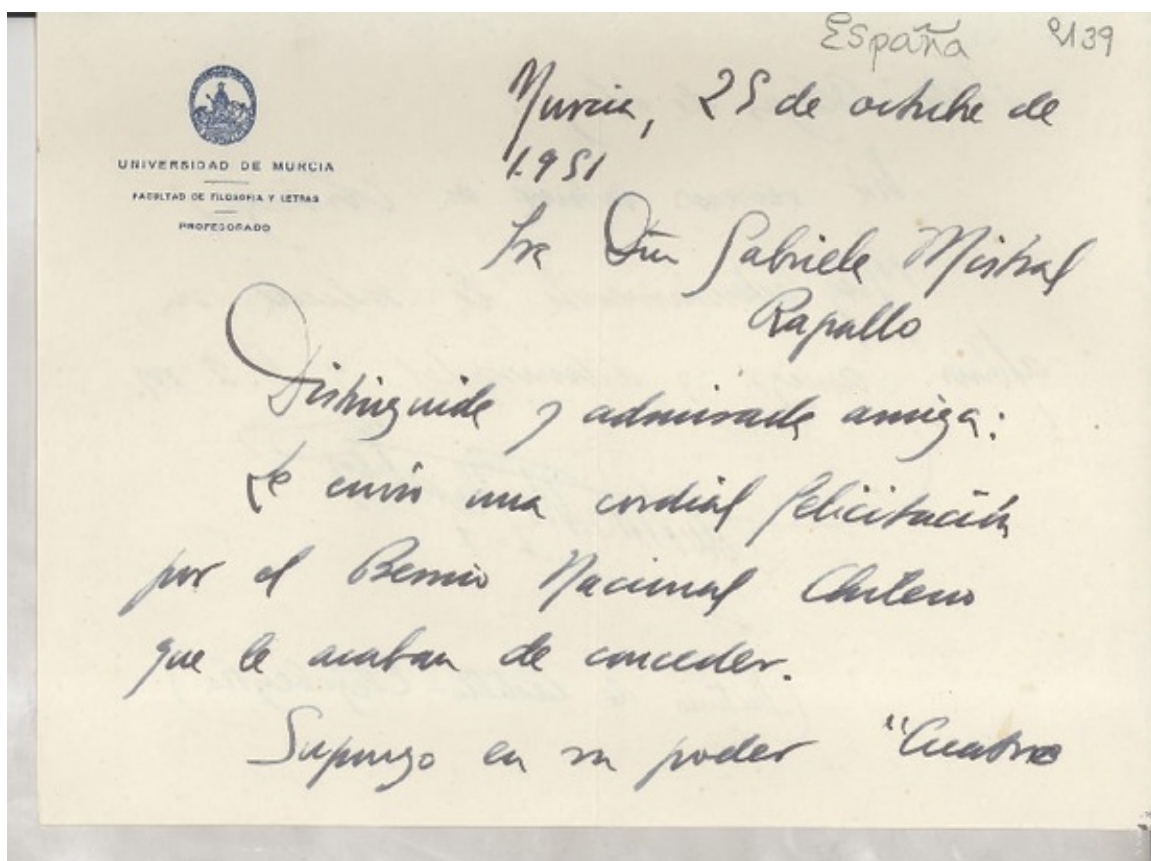 España 2139
Murcia, 25 de octubre de
1.951
UNIVERSIDAD DE MURCIA
FACULTAD DE FILOSOFIA Y LETRAS
PROFESORADO
Sra Dña Gabriela Mistral
Rapallo
Distinguida y admirada amiga:
Le envío una cordial felicitación
por el Premio Nacional Chileno
que le acaban de conceder.
Supongo en su poder "Cuatro